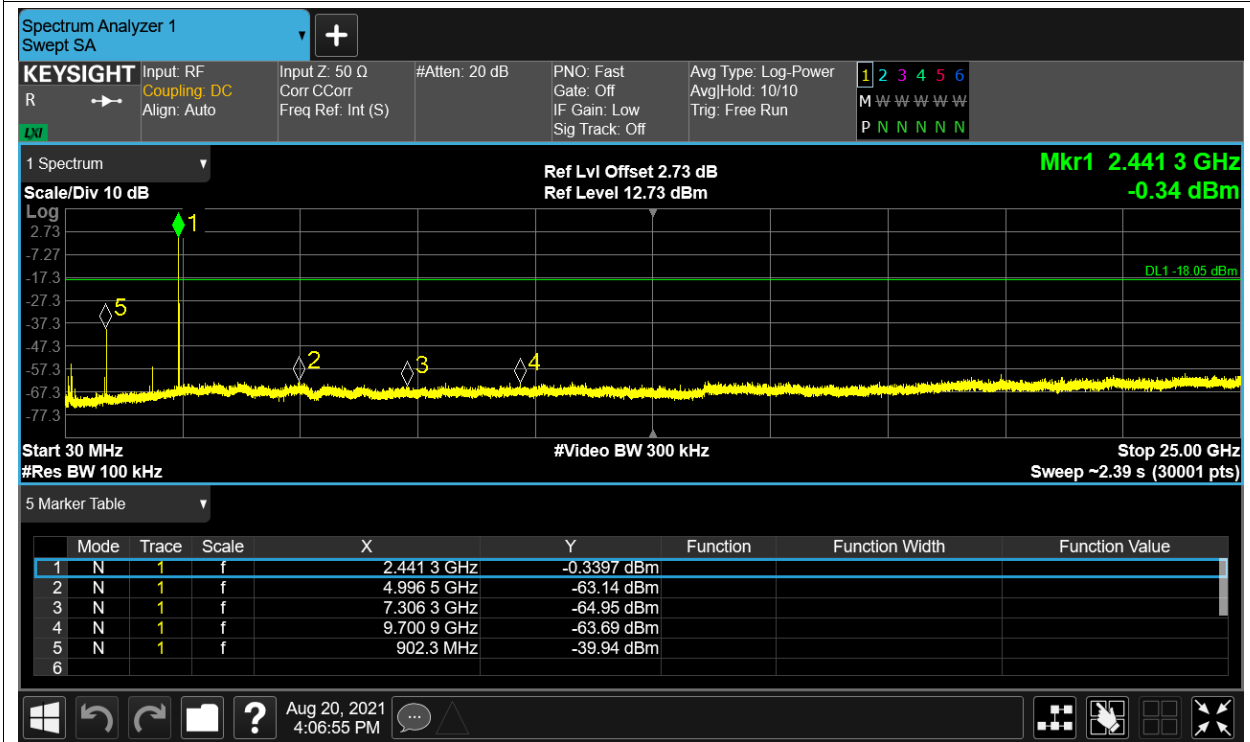 Spectrum Analyzer 1
Swept SA
+
KEYSIGHT
R
LXI
Input: RF
Coupling: DC
Align: Auto
Input Z: 50 Ω
Corr CCorr
Freq Ref: Int (S)
#Atten: 20 dB
PNO: Fast
Gate: Off
IF Gain: Low
Sig Track: Off
Avg Type: Log-Power
Avg|Hold: 10/10
Trig: Free Run
1 2 3 4 5 6
M W W W W W
P N N N N N
1 Spectrum
Scale/Div 10 dB
Ref Lvl Offset 2.73 dB
Ref Level 12.73 dBm
Mkr1 2.441 3 GHz
-0.34 dBm
Log
2.73
-7.27
-17.3
-27.3
-37.3
-47.3
-57.3
-67.3
-77.3
1
5
2
3
4
DL1 -18.05 dBm
Start 30 MHz #Video BW 300 kHz Stop 25.00 GHz
#Res BW 100 kHz Sweep ~2.39 s (30001 pts)
5 Marker Table
Mode Trace Scale X Y Function Function Width Function Value
1 N 1 f 2.441 3 GHz -0.3397 dBm
2 N 1 f 4.996 5 GHz -63.14 dBm
3 N 1 f 7.306 3 GHz -64.95 dBm
4 N 1 f 9.700 9 GHz -63.69 dBm
5 N 1 f 902.3 MHz -39.94 dBm
6
?
Aug 20, 2021
4:06:55 PM